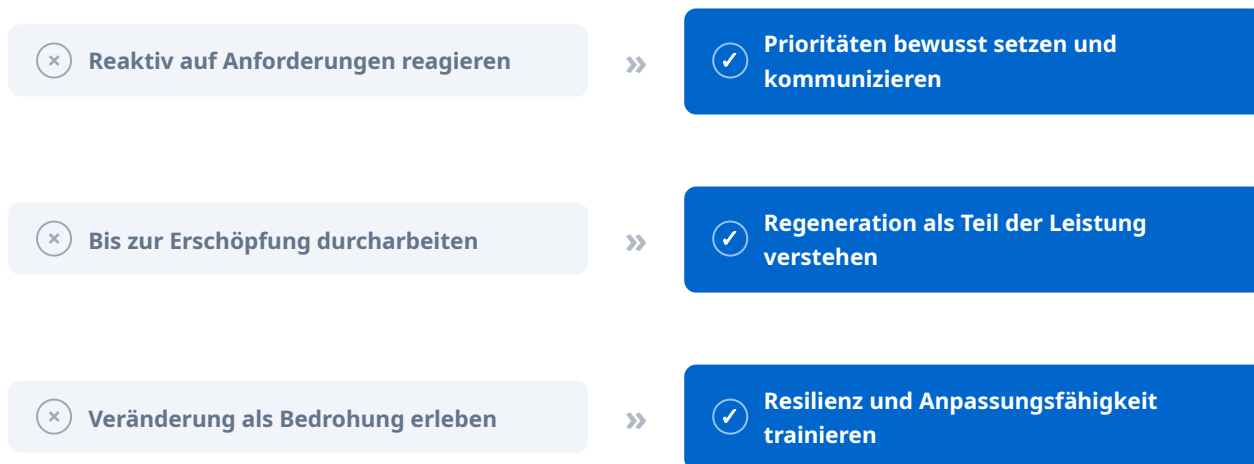 Reaktiv auf Anforderungen reagieren
»
Prioritäten bewusst setzen und
kommunizieren
Bis zur Erschöpfung durcharbeiten
»
Regeneration als Teil der Leistung
verstehen
Veränderung als Bedrohung erleben
»
Resilienz und Anpassungsfähigkeit
trainieren